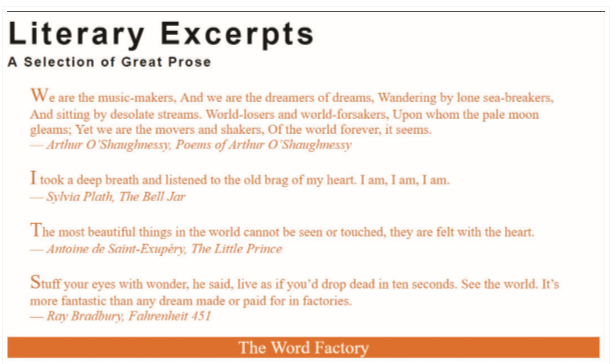 Literary Excerpts
A Selection of Great Prose
We are the music-makers, And we are the dreamers of dreams, Wandering by lone sea-breakers,
And sitting by desolate streams. World-losers and world-forsakers, Upon whom the pale moon
gleams; Yet we are the movers and shakers, Of the world forever, it seems.
— Arthur O’Shaughnessy, Poems of Arthur O’Shaughnessy
I took a deep breath and listened to the old brag of my heart. I am, I am, I am.
— Sylvia Plath, The Bell Jar
The most beautiful things in the world cannot be seen or touched, they are felt with the heart.
— Antoine de Saint-Exupéry, The Little Prince
Stuff your eyes with wonder, he said, live as if you’d drop dead in ten seconds. See the world. It’s
more fantastic than any dream made or paid for in factories.
— Ray Bradbury, Fahrenheit 451
The Word Factory